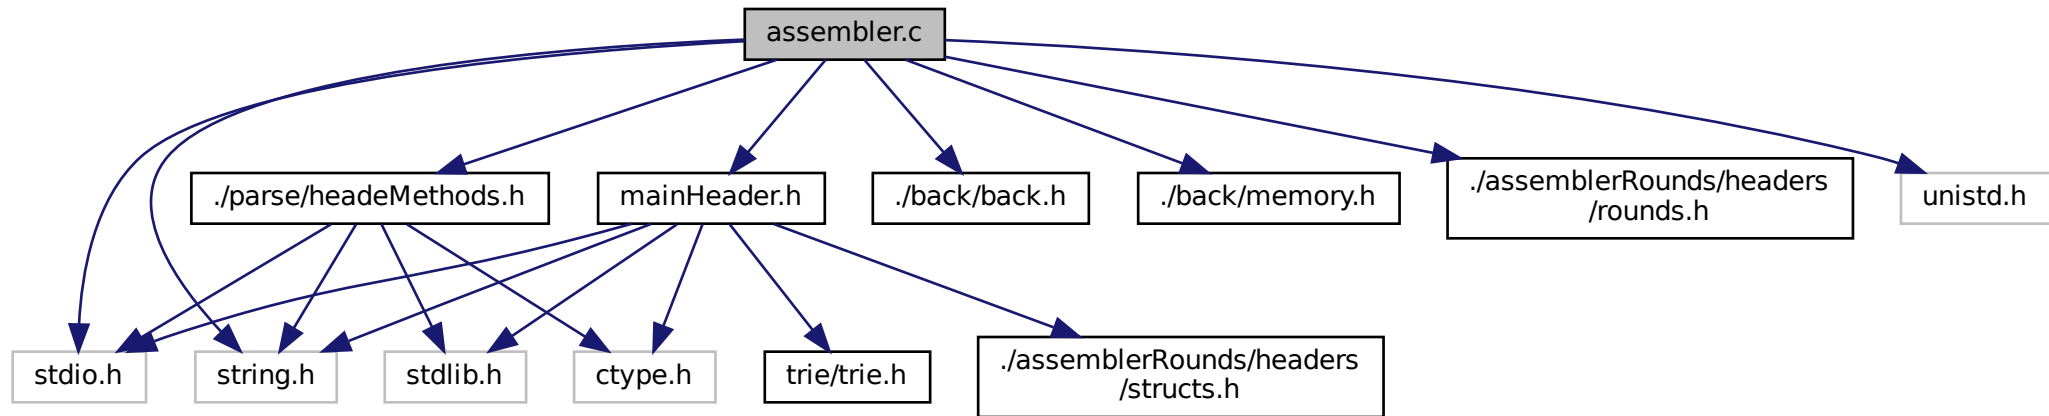 assembler.c
./parse/headeMethods.h
mainHeader.h
./back/back.h
./back/memory.h
./assemblerRounds/headers
/rounds.h
unistd.h
stdio.h
string.h
stdlib.h
ctype.h
trie/trie.h
./assemblerRounds/headers
/structs.h